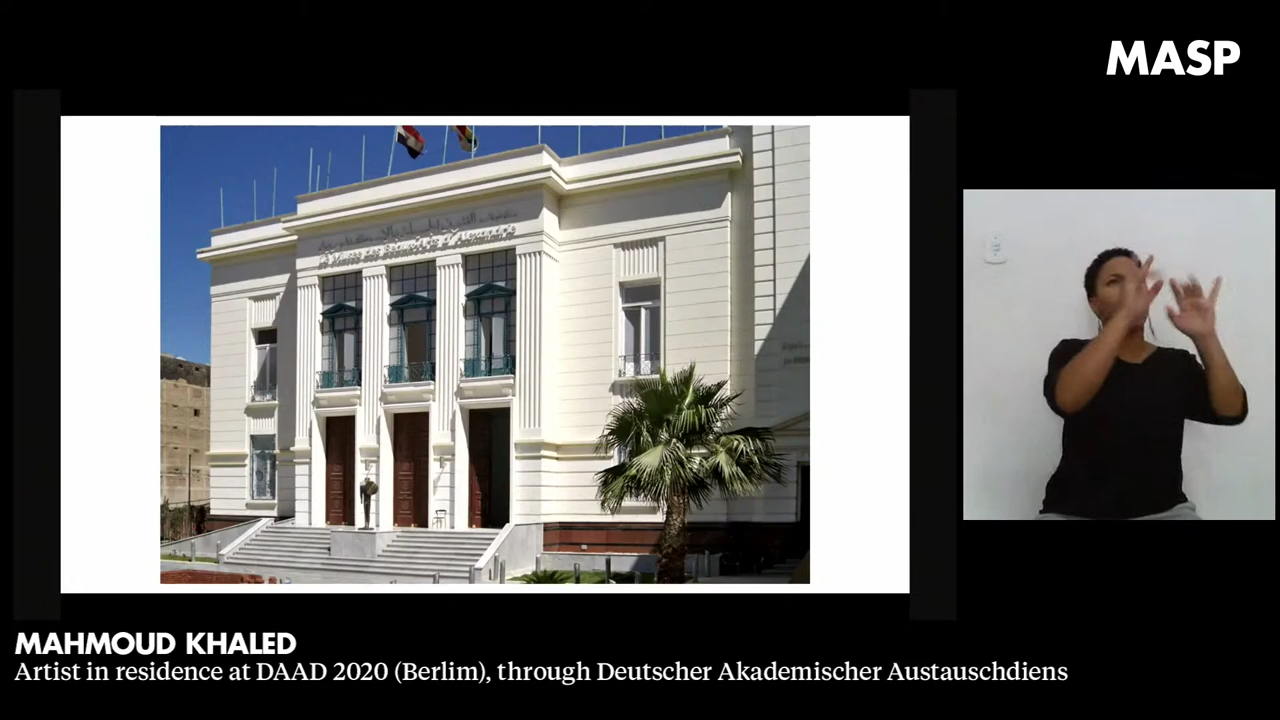 MASP
MAHMOUD KHALED
Artist in residence at DAAD 2020 (Berlim), through Deutscher Akademischer Austauschdiens